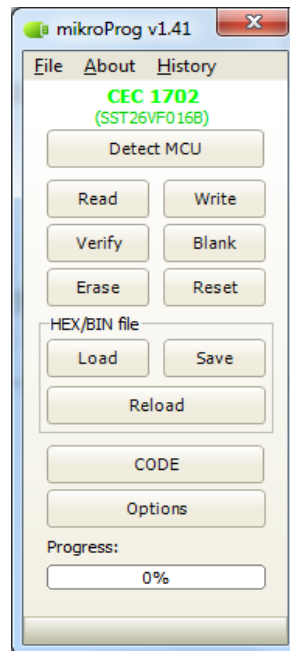 mikroProg v1.41
File About History
CEC 1702
(SST26VF016B)
Detect MCU
Read Write
Verify Blank
Erase Reset
HEX/BIN file
Load Save
Reload
CODE
Options
Progress:
0%